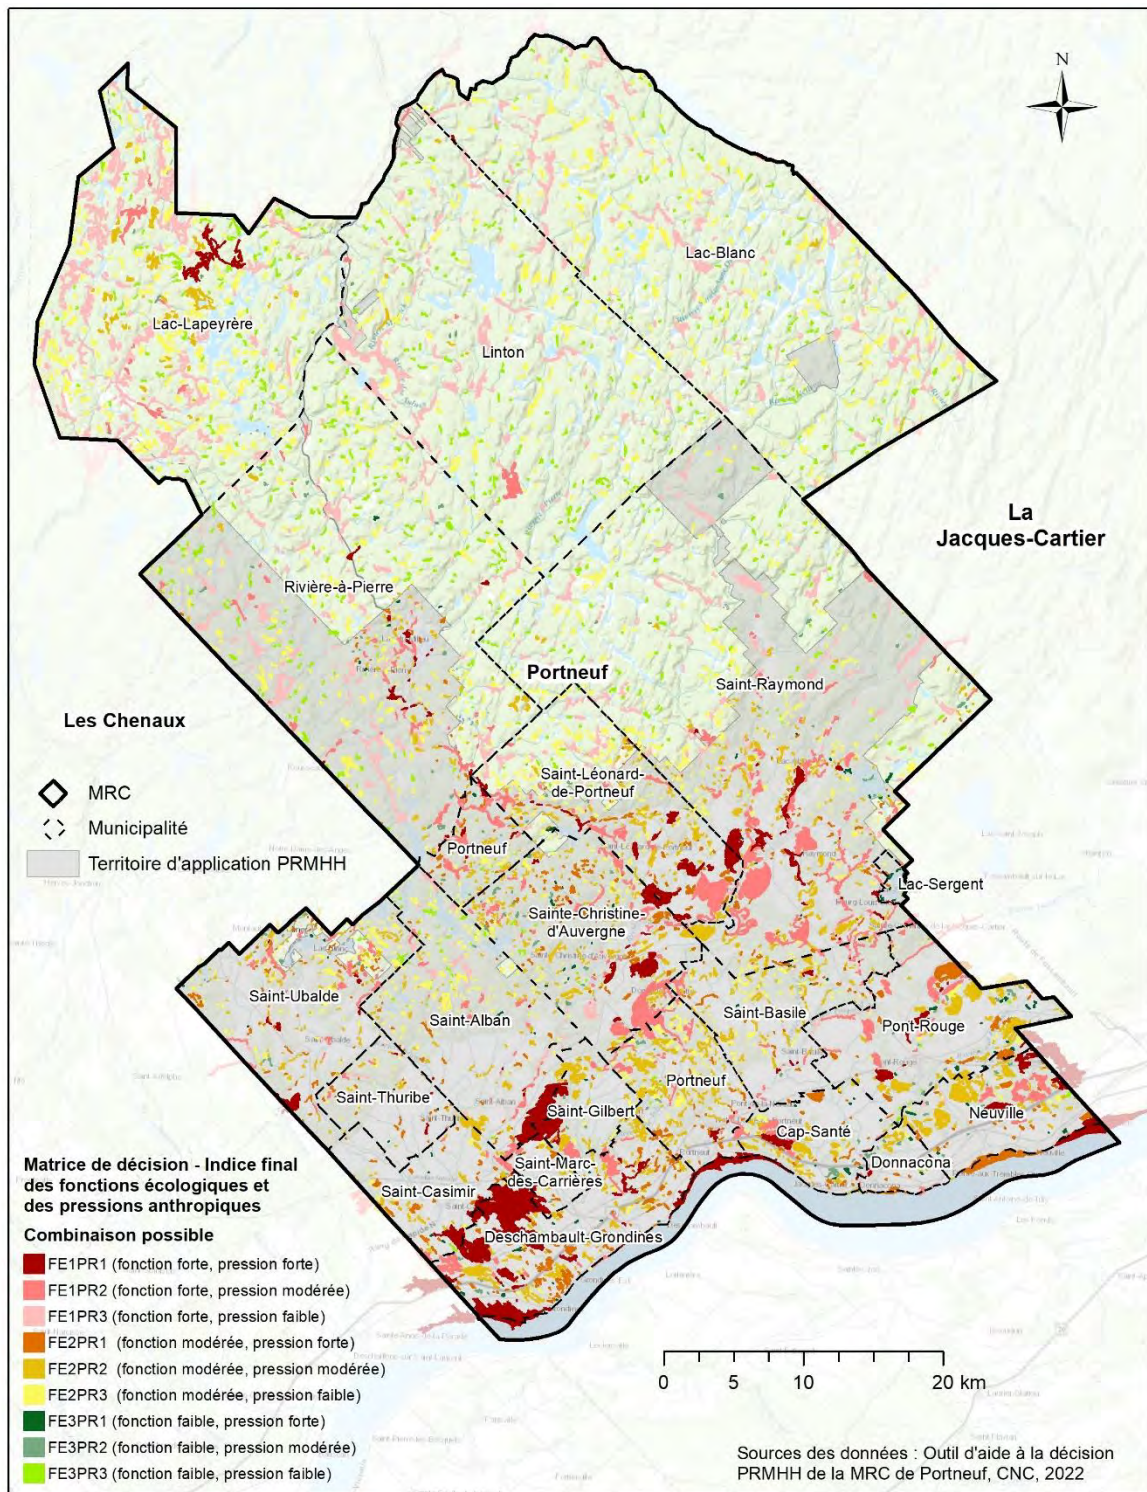 N
Lac-Blanc
Lac-Lapeyrère
Linton
La
Jacques-Cartier
Rivière-à-Pierre
Portneuf
Saint-Raymond
Les Chenaux
MRC
Municipalité
Territoire d'application PRMHH
Saint-Léonard-
de-Portneuf
Portneuf
Lac-Sergent
Sainte-Christine-
d'Auvergne
Saint-Ubalde
Saint-Alban
Saint-Basile
Pont-Rouge
Saint-Thuribe
Saint-Gilbert
Portneuf
Neuville
Cap-Santé
Donnacona
Saint-Marc-
des-Carrières
Saint-Casimir
Deschambault-Grondines
Matrice de décision - Indice final
des fonctions écologiques et
des pressions anthropiques
Combinaison possible
FE1PR1 (fonction forte, pression forte)
FE1PR2 (fonction forte, pression modérée)
FE1PR3 (fonction forte, pression faible)
FE2PR1 (fonction modérée, pression forte)
FE2PR2 (fonction modérée, pression modérée)
FE2PR3 (fonction modérée, pression faible)
FE3PR1 (fonction faible, pression forte)
FE3PR2 (fonction faible, pression modérée)
FE3PR3 (fonction faible, pression faible)
0 5 10 20 km
Sources des données : Outil d'aide à la décision
PRMHH de la MRC de Portneuf, CNC, 2022